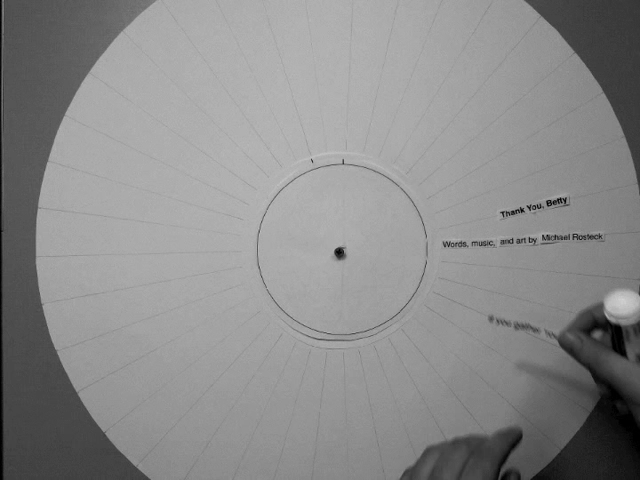 Thank You, Betty
Words, music, and art by Michael Rosteck
If you gather